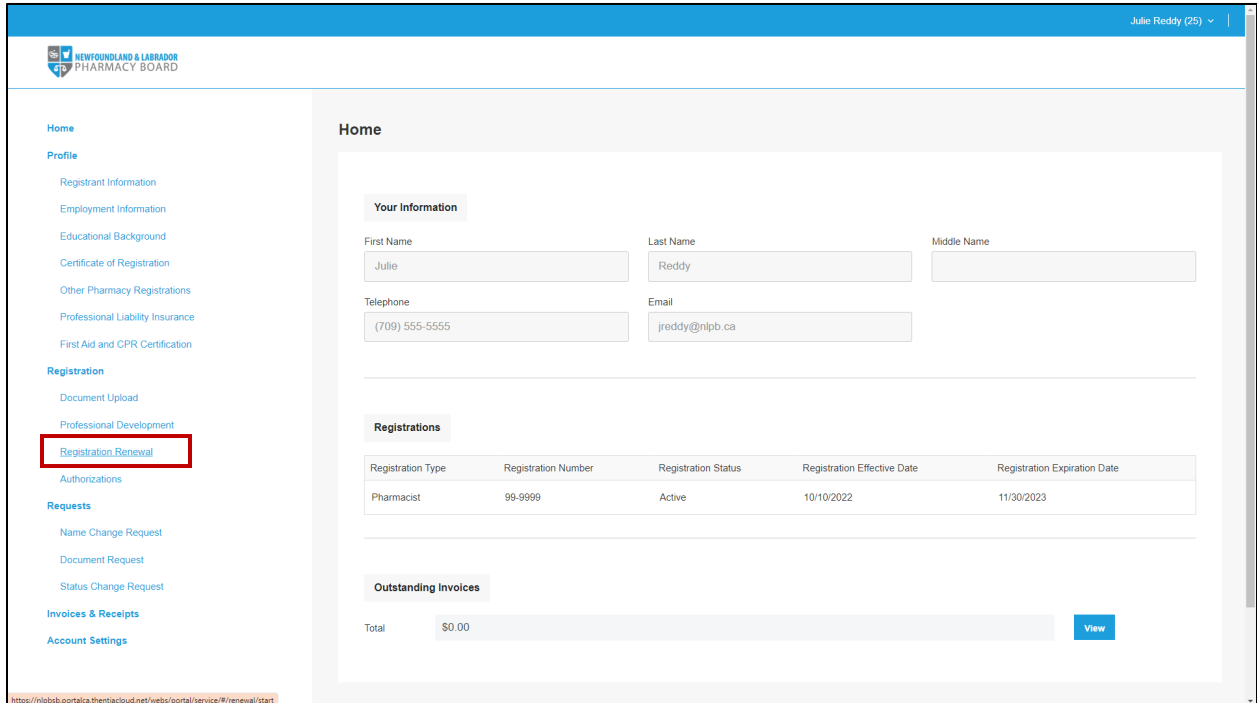 Julie Reddy (25)
NEWFOUNDLAND & LABRADOR
PHARMACY BOARD
Home
Profile
Registrant Information
Employment Information
Educational Background
Certificate of Registration
Other Pharmacy Registrations
Professional Liability Insurance
First Aid and CPR Certification
Registration
Document Upload
Professional Development
Registration Renewal
Authorizations
Requests
Name Change Request
Document Request
Status Change Request
Invoices & Receipts
Account Settings
Home
Your Information
First Name Last Name Middle Name
Julie Reddy
Telephone Email
(709) 555-5555 jreddy@nlpb.ca
Registrations
Registration Type Registration Number Registration Status Registration Effective Date Registration Expiration Date
Pharmacist 99-9999 Active 10/10/2022 11/30/2023
Outstanding Invoices
Total $0.00 View
https://nlpbsb.portalca.thentiacloud.net/webs/portal/service/#/renewal/start